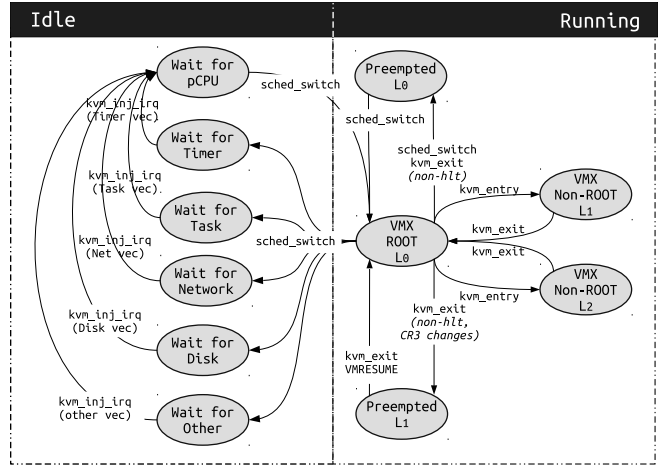 Idle
Running
Wait for
pCPU
sched_switch
kvm_inj_irq
(Timer vec)
Wait for
Timer
kvm_inj_irq
(Task vec)
Wait for
Task
sched_switch
kvm_inj_irq
(Net vec)
Wait for
Network
kvm_inj_irq
(Disk vec)
Wait for
Disk
kvm_inj_irq
(other vec)
Wait for
Other
Preempted
L0
sched_switch
sched_switch
kvm_exit
(non-hlt)
kvm_entry
VMX
Non-ROOT
L1
kvm_exit
VMX
ROOT
L0
kvm_exit
VMX
Non-ROOT
L2
kvm_entry
kvm_exit
(non-hlt,
CR3 changes)
kvm_exit
VMRESUME
Preempted
L1